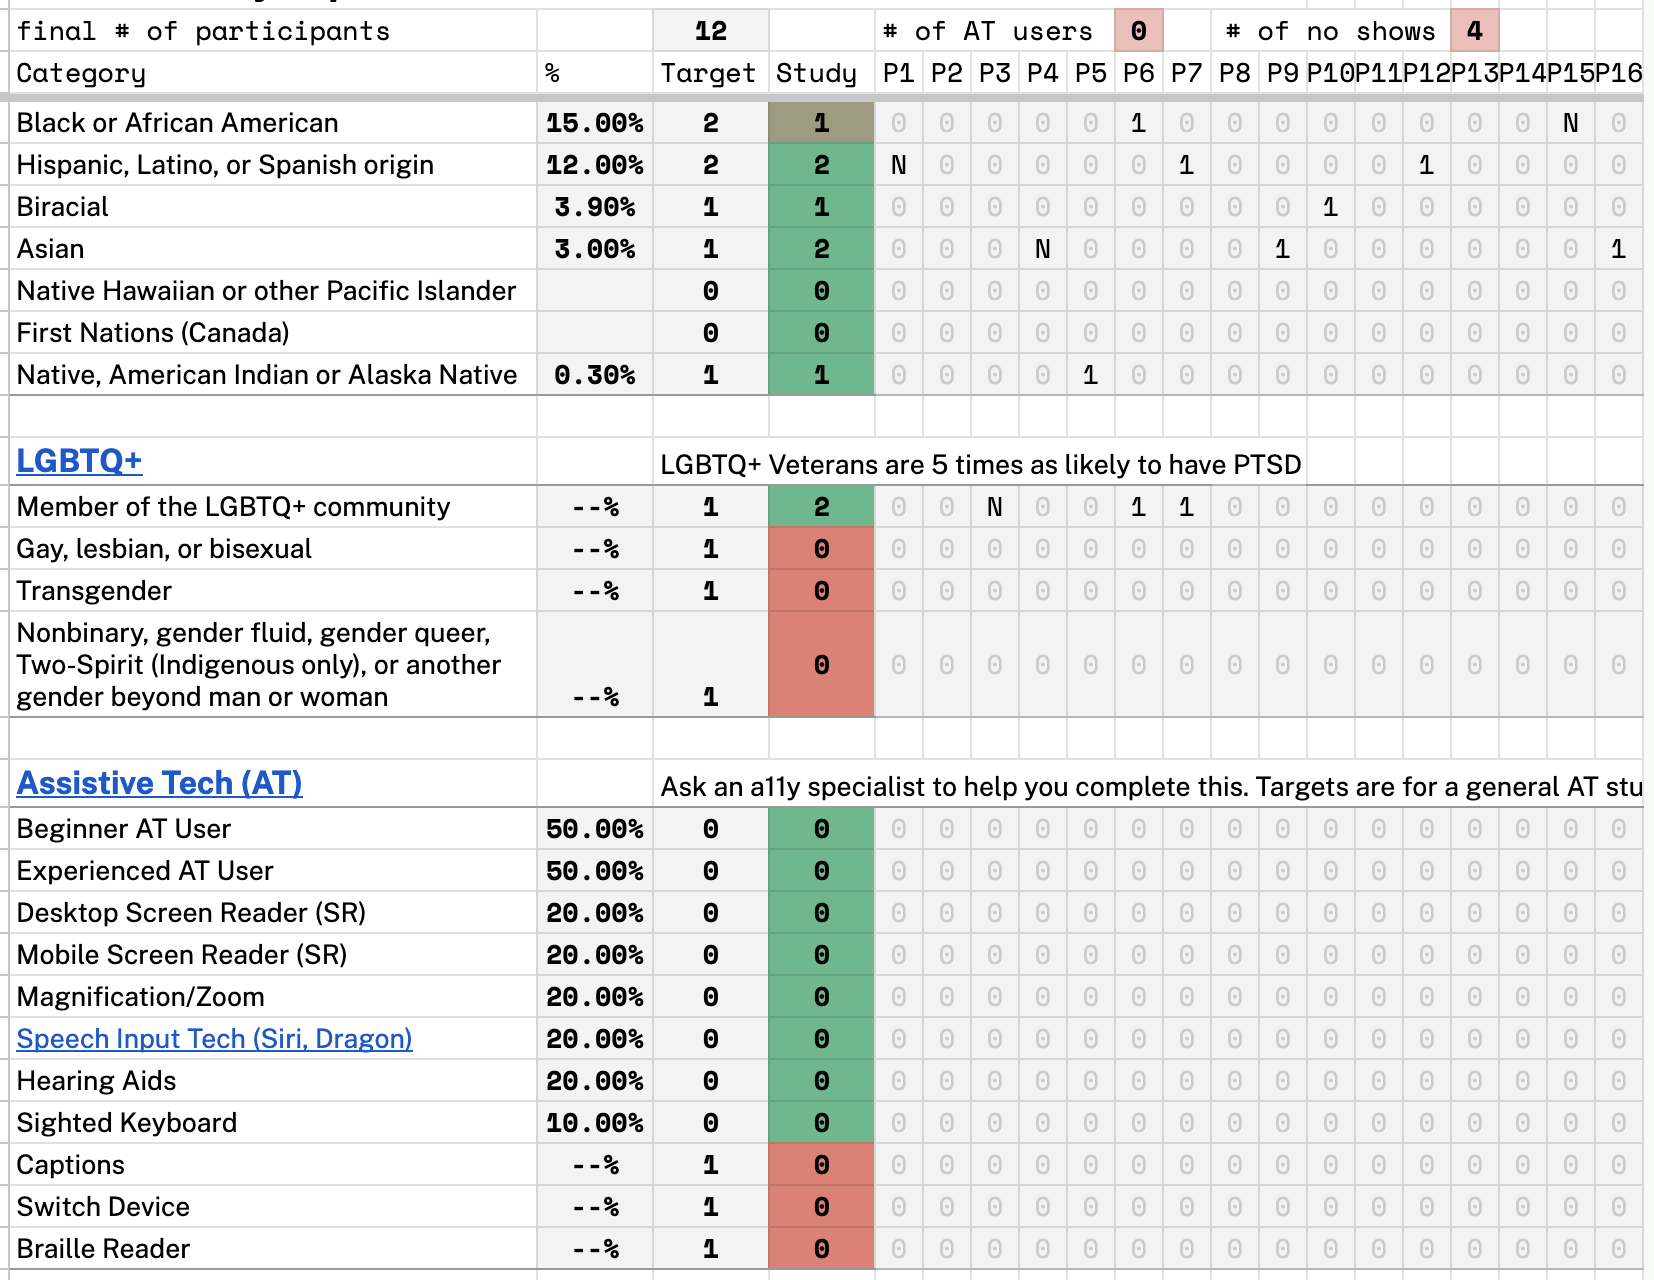 final # of participants 12 # of AT users 0 # of no shows 4
Category % Target Study P1 P2 P3 P4 P5 P6 P7 P8 P9 P10 P11 P12 P13 P14 P15 P16
Black or African American 15.00% 2 1 0 0 0 0 0 1 0 0 0 0 0 0 0 0 N 0
Hispanic, Latino, or Spanish origin 12.00% 2 2 N 0 0 0 0 0 1 0 0 0 0 1 0 0 0 0
Biracial 3.90% 1 1 0 0 0 0 0 0 0 0 0 1 0 0 0 0 0 0
Asian 3.00% 1 2 0 0 0 N 0 0 0 0 1 0 0 0 0 0 0 1
Native Hawaiian or other Pacific Islander 0 0 0 0 0 0 0 0 0 0 0 0 0 0 0 0 0 0
First Nations (Canada) 0 0 0 0 0 0 0 0 0 0 0 0 0 0 0 0 0 0
Native, American Indian or Alaska Native 0.30% 1 1 0 0 0 0 1 0 0 0 0 0 0 0 0 0 0 0
LGBTQ+ LGBTQ+ Veterans are 5 times as likely to have PTSD
Member of the LGBTQ+ community --% 1 2 0 0 N 0 0 1 1 0 0 0 0 0 0 0 0 0
Gay, lesbian, or bisexual --% 1 0 0 0 0 0 0 0 0 0 0 0 0 0 0 0 0 0
Transgender --% 1 0 0 0 0 0 0 0 0 0 0 0 0 0 0 0 0 0
Nonbinary, gender fluid, gender queer,
Two-Spirit (Indigenous only), or another 0 0 0 0 0 0 0 0 0 0 0 0 0 0 0 0 0
gender beyond man or woman --% 1
Assistive Tech (AT) Ask an a11y specialist to help you complete this. Targets are for a general AT stu
Beginner AT User 50.00% 0 0 0 0 0 0 0 0 0 0 0 0 0 0 0 0 0 0
Experienced AT User 50.00% 0 0 0 0 0 0 0 0 0 0 0 0 0 0 0 0 0 0
Desktop Screen Reader (SR) 20.00% 0 0 0 0 0 0 0 0 0 0 0 0 0 0 0 0 0 0
Mobile Screen Reader (SR) 20.00% 0 0 0 0 0 0 0 0 0 0 0 0 0 0 0 0 0 0
Magnification/Zoom 20.00% 0 0 0 0 0 0 0 0 0 0 0 0 0 0 0 0 0 0
Speech Input Tech (Siri, Dragon) 20.00% 0 0 0 0 0 0 0 0 0 0 0 0 0 0 0 0 0 0
Hearing Aids 20.00% 0 0 0 0 0 0 0 0 0 0 0 0 0 0 0 0 0 0
Sighted Keyboard 10.00% 0 0 0 0 0 0 0 0 0 0 0 0 0 0 0 0 0 0
Captions --% 1 0 0 0 0 0 0 0 0 0 0 0 0 0 0 0 0 0
Switch Device --% 1 0 0 0 0 0 0 0 0 0 0 0 0 0 0 0 0 0
Braille Reader --% 1 0 0 0 0 0 0 0 0 0 0 0 0 0 0 0 0 0